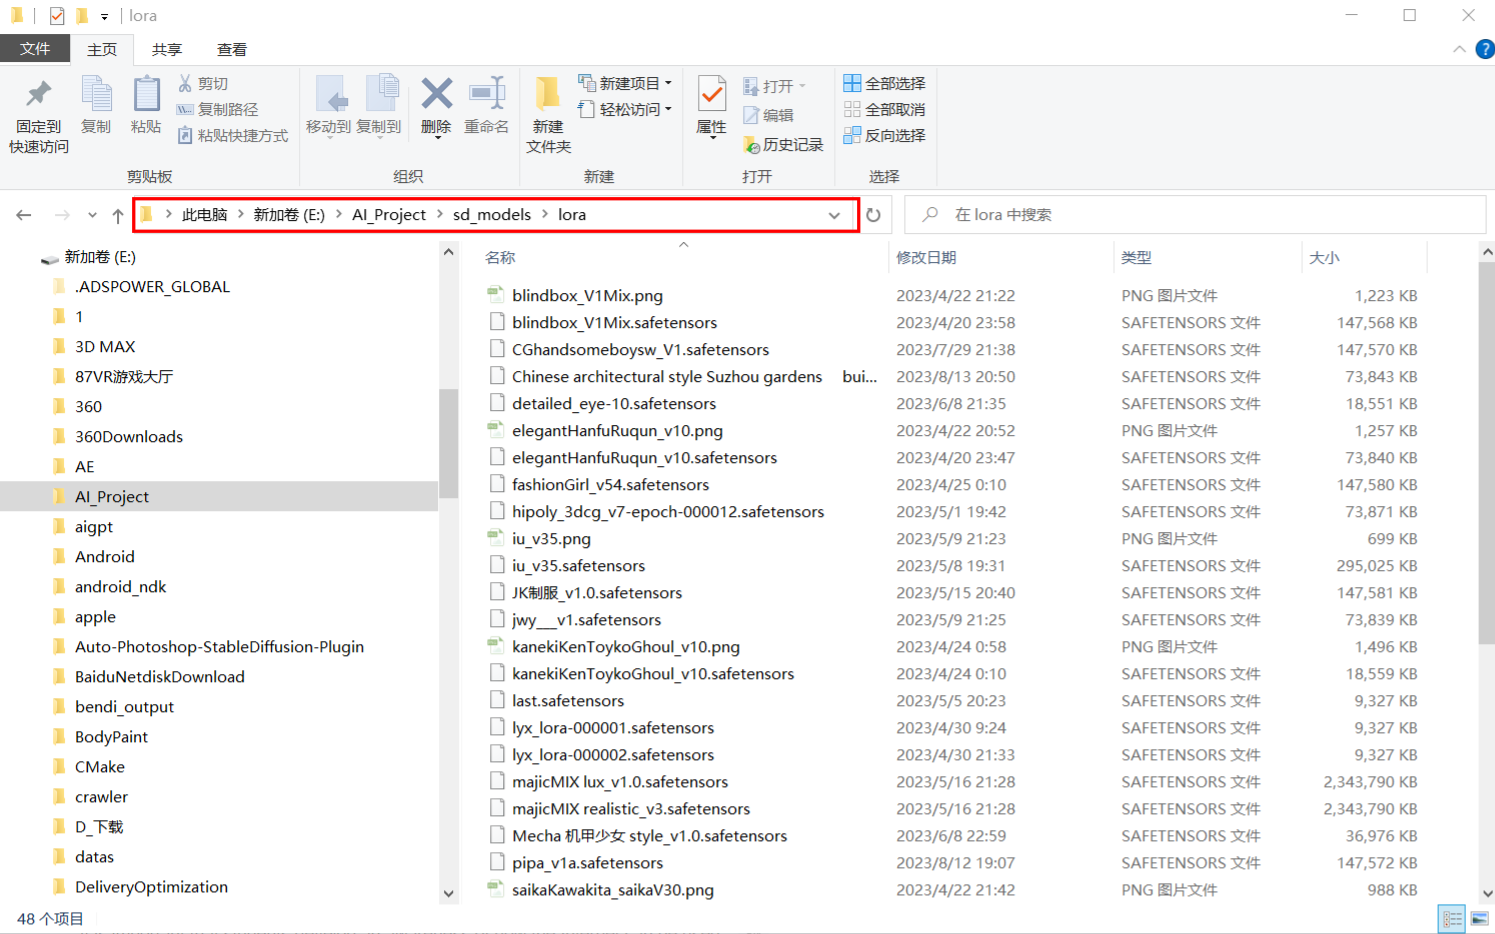 lora
文件 主页 共享 查看
固定到
快速访问
复制
粘贴
剪切
复制路径
粘贴快捷方式
剪贴板
移动到
复制到
删除
重命名
组织
新建
文件夹
新建项目
轻松访问
新建
属性
打开
编辑
历史记录
打开
全部选择
全部取消
反向选择
选择
此电脑 新加卷 (E:) AI_Project sd_models lora
在 lora 中搜索
新加卷 (E:)
.ADSPOWER_GLOBAL
1
3D MAX
87VR游戏大厅
360
360Downloads
AE
AI_Project
aigpt
Android
android_ndk
apple
Auto-Photoshop-StableDiffusion-Plugin
BaiduNetdiskDownload
bendi_output
BodyPaint
CMake
crawler
D_下载
datas
DeliveryOptimization
名称 修改日期 类型 大小
blindbox_V1Mix.png 2023/4/22 21:22 PNG 图片文件 1,223 KB
blindbox_V1Mix.safetensors 2023/4/20 23:58 SAFETENSORS 文件 147,568 KB
CGhandsomeboysw_V1.safetensors 2023/7/29 21:38 SAFETENSORS 文件 147,570 KB
Chinese architectural style Suzhou gardens bui... 2023/8/13 20:50 SAFETENSORS 文件 73,843 KB
detailed_eye-10.safetensors 2023/6/8 21:35 SAFETENSORS 文件 18,551 KB
elegantHanfuRuqun_v10.png 2023/4/22 20:52 PNG 图片文件 1,257 KB
elegantHanfuRuqun_v10.safetensors 2023/4/20 23:47 SAFETENSORS 文件 73,840 KB
fashionGirl_v54.safetensors 2023/4/25 0:10 SAFETENSORS 文件 147,580 KB
hipoly_3dcg_v7-epoch-000012.safetensors 2023/5/1 19:42 SAFETENSORS 文件 73,871 KB
iu_v35.png 2023/5/9 21:23 PNG 图片文件 699 KB
iu_v35.safetensors 2023/5/8 19:31 SAFETENSORS 文件 295,025 KB
JK制服_v1.0.safetensors 2023/5/15 20:40 SAFETENSORS 文件 147,581 KB
jwy___v1.safetensors 2023/5/9 21:25 SAFETENSORS 文件 73,839 KB
kanekiKenToykoGhoul_v10.png 2023/4/24 0:58 PNG 图片文件 1,496 KB
kanekiKenToykoGhoul_v10.safetensors 2023/4/24 0:10 SAFETENSORS 文件 18,559 KB
last.safetensors 2023/5/5 20:23 SAFETENSORS 文件 9,327 KB
lyx_lora-000001.safetensors 2023/4/30 9:24 SAFETENSORS 文件 9,327 KB
lyx_lora-000002.safetensors 2023/4/30 21:33 SAFETENSORS 文件 9,327 KB
majicMIX lux_v1.0.safetensors 2023/5/16 21:28 SAFETENSORS 文件 2,343,790 KB
majicMIX realistic_v3.safetensors 2023/5/16 21:28 SAFETENSORS 文件 2,343,790 KB
Mecha 机甲少女 style_v1.0.safetensors 2023/6/8 22:59 SAFETENSORS 文件 36,976 KB
pipa_v1a.safetensors 2023/8/12 19:07 SAFETENSORS 文件 147,572 KB
saikaKawakita_saikaV30.png 2023/4/22 21:42 PNG 图片文件 988 KB
48 个项目